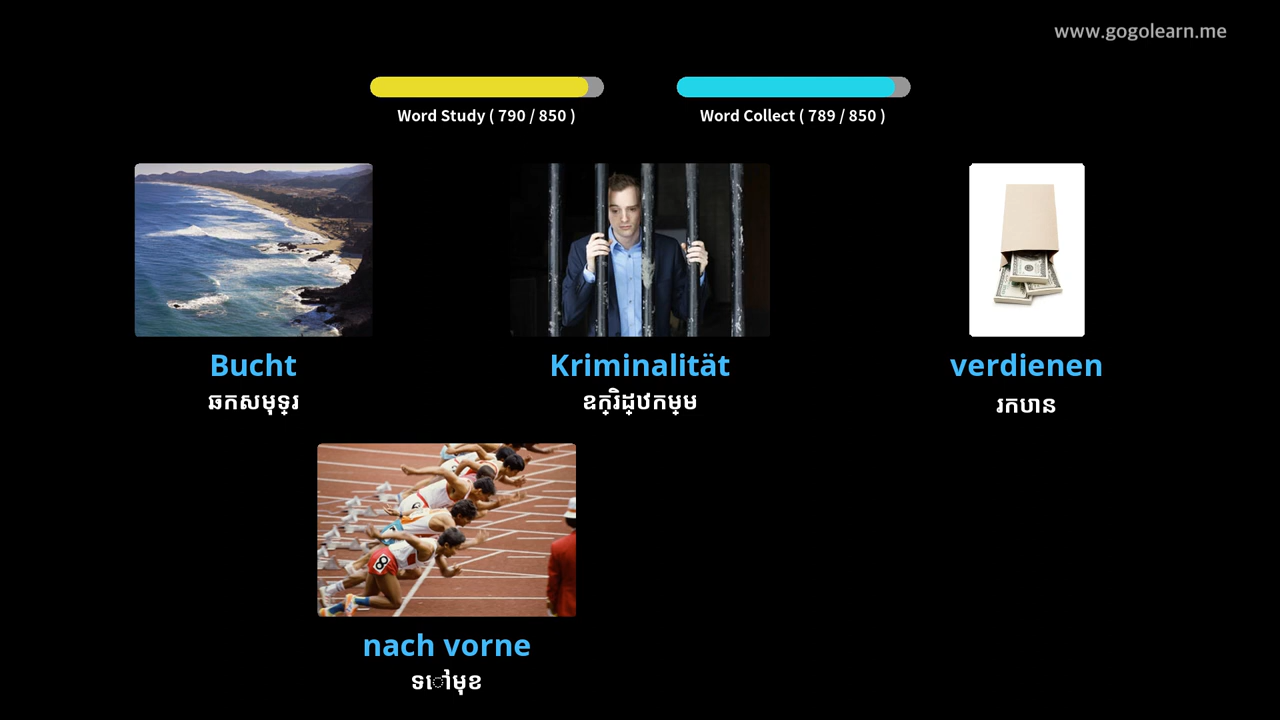 www.gogolearn.me
Word Study ( 790 / 850 )
Word Collect ( 789 / 850 )
Bucht
ឆកសមុទ្រ
Kriminalität
ឧក្រិដ្ឋកម្ម
verdienen
រកបាន
nach vorne
ទៅមុខ
8